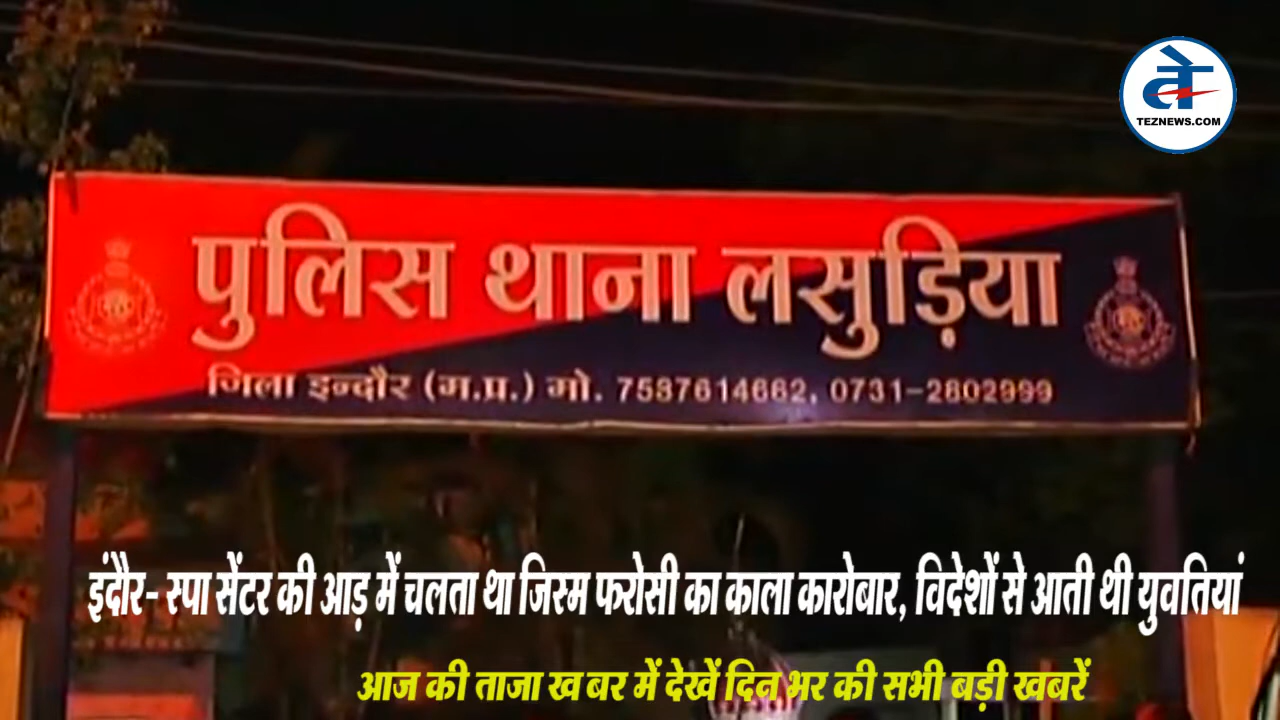 ते
TEZNEWS.COM
पुलिस थाना लसुड़िया
जिला इन्दौर (म.प्र.) मो. 7587614662, 0731-2802999
इंदौर- स्पा सेंटर की आड़ में चलता था जिस्म फरोसी का काला कारोबार, विदेशों से आती थी युवतियां
आज की ताजा खबर में देखें दिन भर की सभी बड़ी खबरें